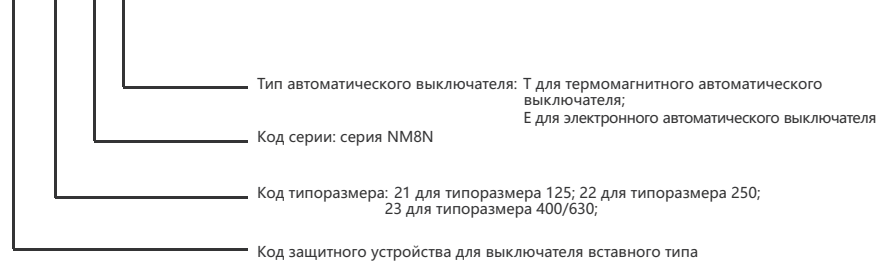 Тип автоматического выключателя: Т для термомагнитного автоматического
выключателя;
Е для электронного автоматического выключателя
Код серии: серия NM8N
Код типоразмера: 21 для типоразмера 125; 22 для типоразмера 250;
23 для типоразмера 400/630;
Код защитного устройства для выключателя вставного типа